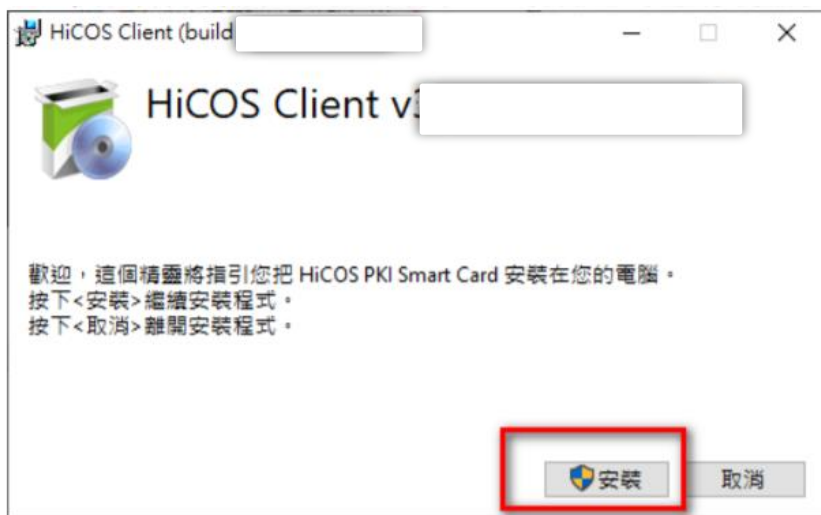 HiCOS Client (build
HiCOS Client v3
歡迎，這個精靈將指引您把 HiCOS PKI Smart Card 安裝在您的電腦。
按下<安裝>繼續安裝程式。
按下<取消>離開安裝程式。
安裝
取消